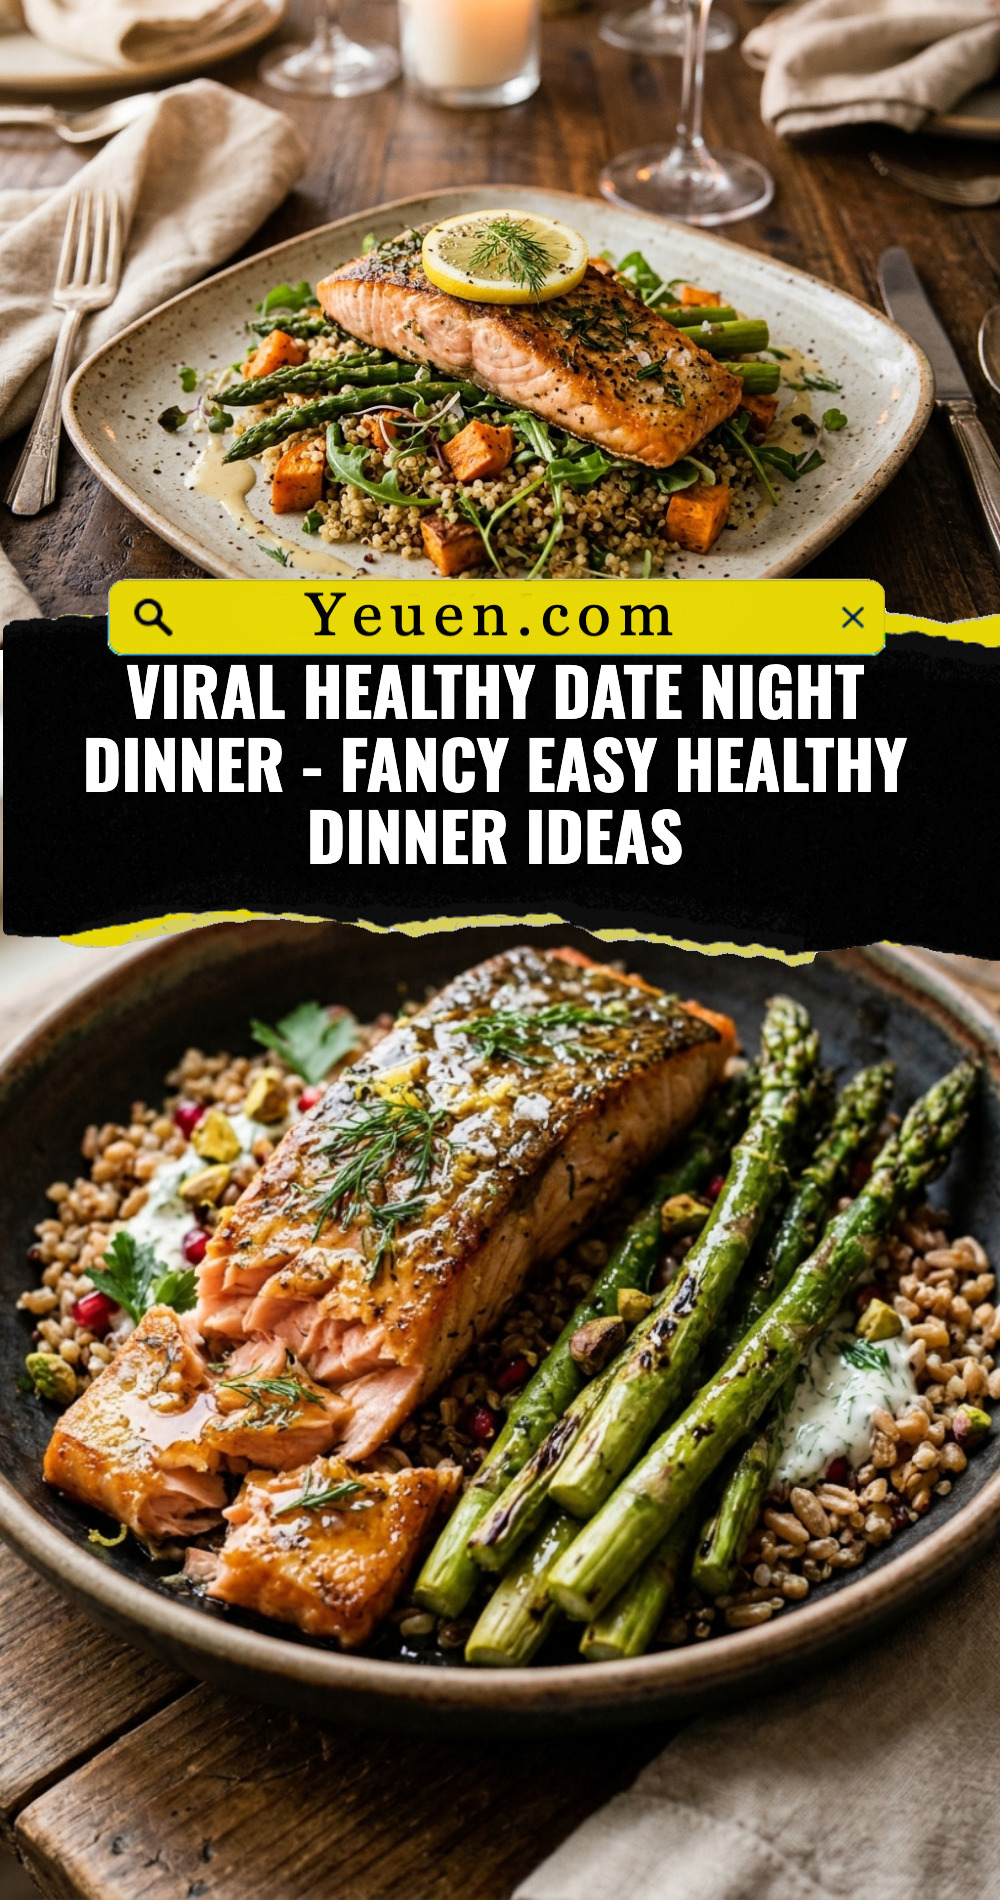 Yeuen.com
VIRAL HEALTHY DATE NIGHT
DINNER - FANCY EASY HEALTHY
DINNER IDEAS